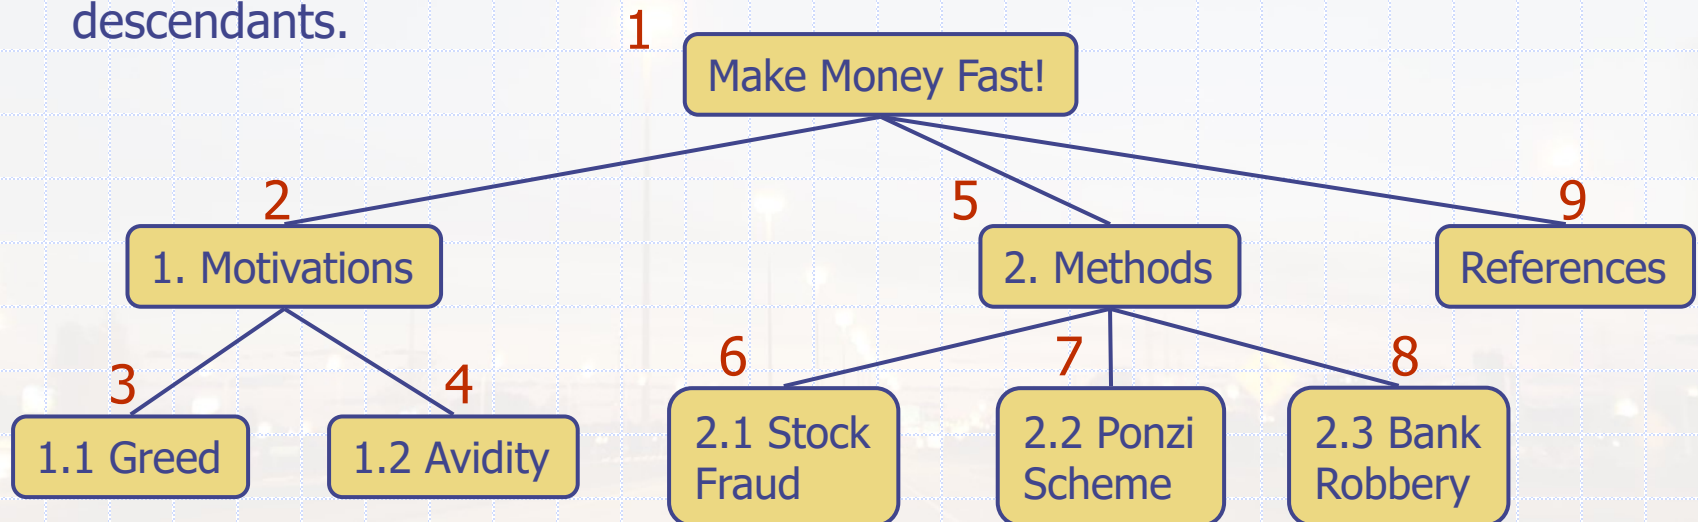 descendants.
1
Make Money Fast!
2
5
9
1. Motivations
2. Methods
References
3
4
6
7
8
1.1 Greed
1.2 Avidity
2.1 Stock
Fraud
2.2 Ponzi
Scheme
2.3 Bank
Robbery